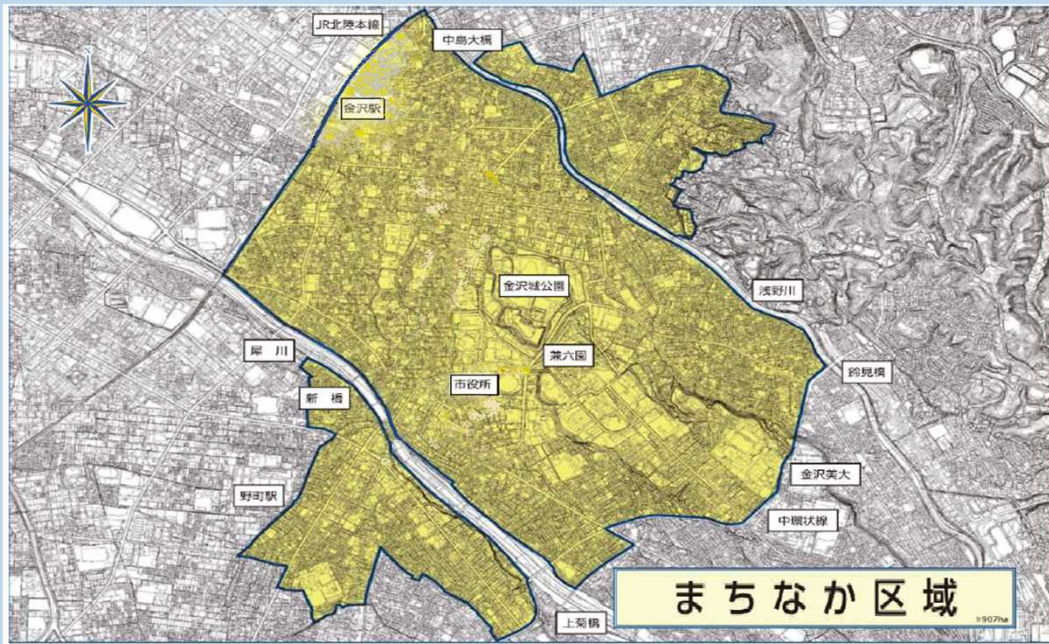 JR北陸本線
中島大橋
金沢駅
金沢城公園
浅野川
兼六園
犀 川
鈴見橋
市役所
新 橋
金沢美大
野町駅
中環状線
まちなか区域
※907ha
上菊橋